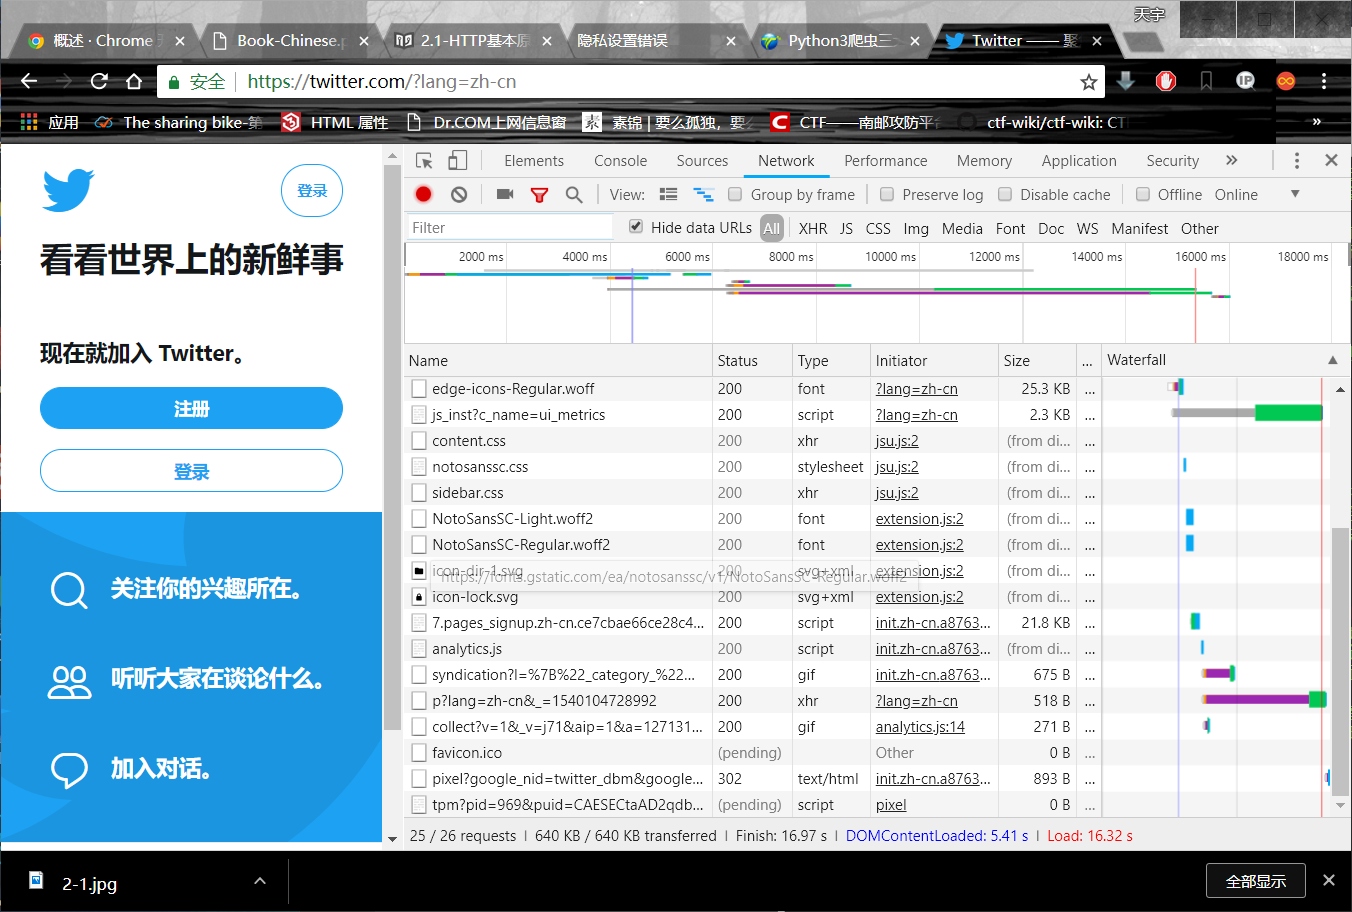 天宇
概述 · Chrome
Book-Chinese.p
2.1-HTTP基本原
隐私设置错误
Python3爬虫三
Twitter —— 聚
安全 https://twitter.com/?lang=zh-cn
应用 The sharing bike-第 HTML 属性 Dr.COM上网信息窗 素锦 | 要么孤独，要么 CTF——南邮攻防平台 ctf-wiki/ctf-wiki: CT »
登录
看看世界上的新鲜事
现在就加入 Twitter。
注册
登录
关注你的兴趣所在。
听听大家在谈论什么。
加入对话。
Elements Console Sources Network Performance Memory Application Security »
View: Group by frame Preserve log Disable cache Offline Online
Filter Hide data URLs All XHR JS CSS Img Media Font Doc WS Manifest Other
2000 ms 4000 ms 6000 ms 8000 ms 10000 ms 12000 ms 14000 ms 16000 ms 18000 ms
Name Status Type Initiator Size ... Waterfall
edge-icons-Regular.woff 200 font ?lang=zh-cn 25.3 KB ...
js_inst?c_name=ui_metrics 200 script ?lang=zh-cn 2.3 KB ...
content.css 200 xhr jsu.js:2 (from di... ...
notosanssc.css 200 stylesheet jsu.js:2 (from di... ...
sidebar.css 200 xhr jsu.js:2 (from di... ...
NotoSansSC-Light.woff2 200 font extension.js:2 (from di... ...
NotoSansSC-Regular.woff2 200 font extension.js:2 (from di... ...
icon-dir-1.svg 200 svg+xml extension.js:2 (from di... ...
https://fonts.gstatic.com/ea/notosanssc/v1/NotoSansSC-Regular.woff2
icon-lock.svg 200 svg+xml extension.js:2 (from di... ...
7.pages_signup.zh-cn.ce7cbae66ce28c4... 200 script init.zh-cn.a8763... 21.8 KB ...
analytics.js 200 script init.zh-cn.a8763... (from di... ...
syndication?l=%7B%22_category_%22... 200 gif init.zh-cn.a8763... 675 B ...
p?lang=zh-cn&_=1540104728992 200 xhr ?lang=zh-cn 518 B ...
collect?v=1&_v=j71&aip=1&a=127131... 200 gif analytics.js:14 271 B ...
favicon.ico (pending) Other 0 B ...
pixel?google_nid=twitter_dbm&google... 302 text/html init.zh-cn.a8763... 893 B ...
tpm?pid=969&puid=CAESECtaAD2qdb... (pending) script pixel 0 B ...
25 / 26 requests | 640 KB / 640 KB transferred | Finish: 16.97 s | DOMContentLoaded: 5.41 s | Load: 16.32 s
2-1.jpg
全部显示